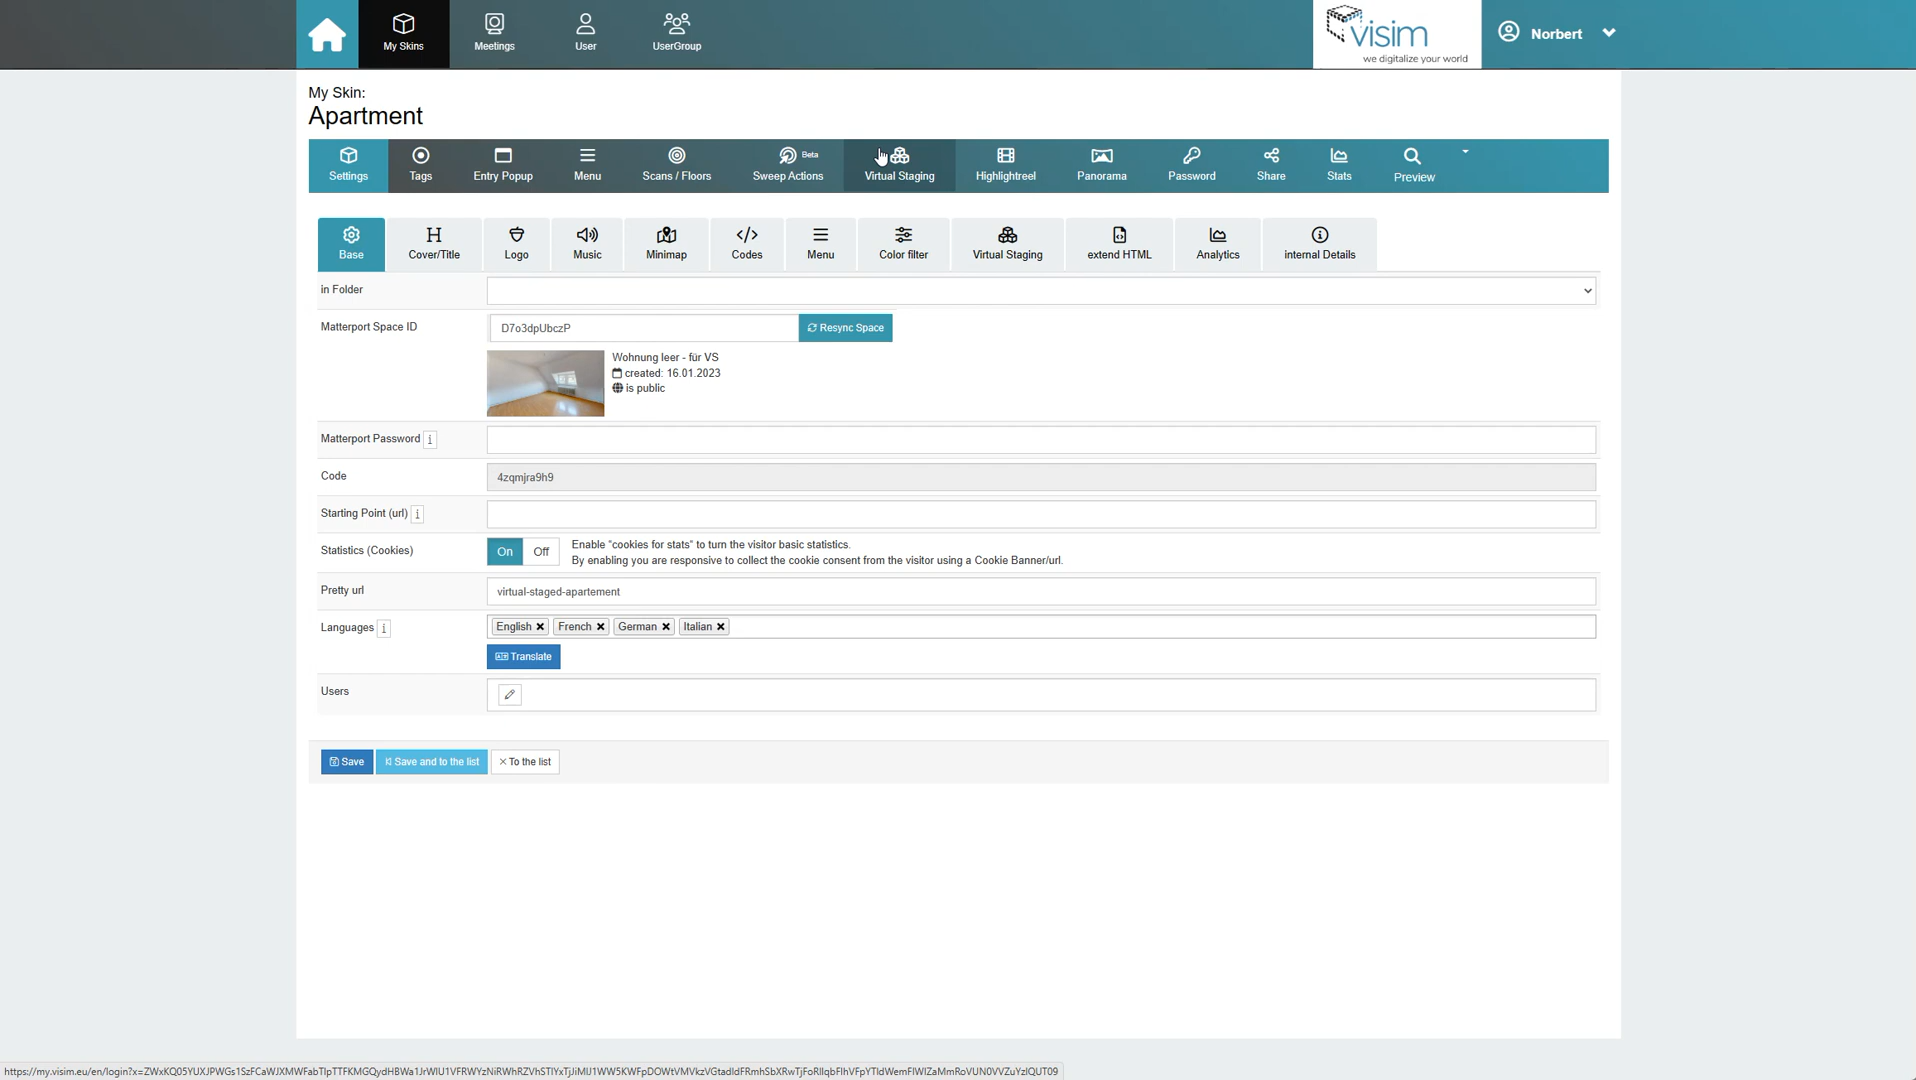 My Skins
Meetings
User
UserGroup
visim
we digitalize your world
Norbert
My Skin:
Apartment
Settings
Tags
Entry Popup
Menu
Scans / Floors
Beta
Sweep Actions
Virtual Staging
Highlightreel
Panorama
Password
Share
Stats
Preview
Base
Cover/Title
Logo
Music
Minimap
Codes
Menu
Color filter
Virtual Staging
extend HTML
Analytics
internal Details
in Folder
Matterport Space ID
D7o3dpUbczP
Resync Space
Wohnung leer - für VS
created: 16.01.2023
is public
Matterport Password
Code
4zqmjra9h9
Starting Point (url)
Statistics (Cookies)
On Off
Enable "cookies for stats" to turn the visitor basic statistics.
By enabling you are responsive to collect the cookie consent from the visitor using a Cookie Banner/url.
Pretty url
virtual-staged-apartement
Languages
English French German Italian
Translate
Users
Save
Save and to the list
To the list